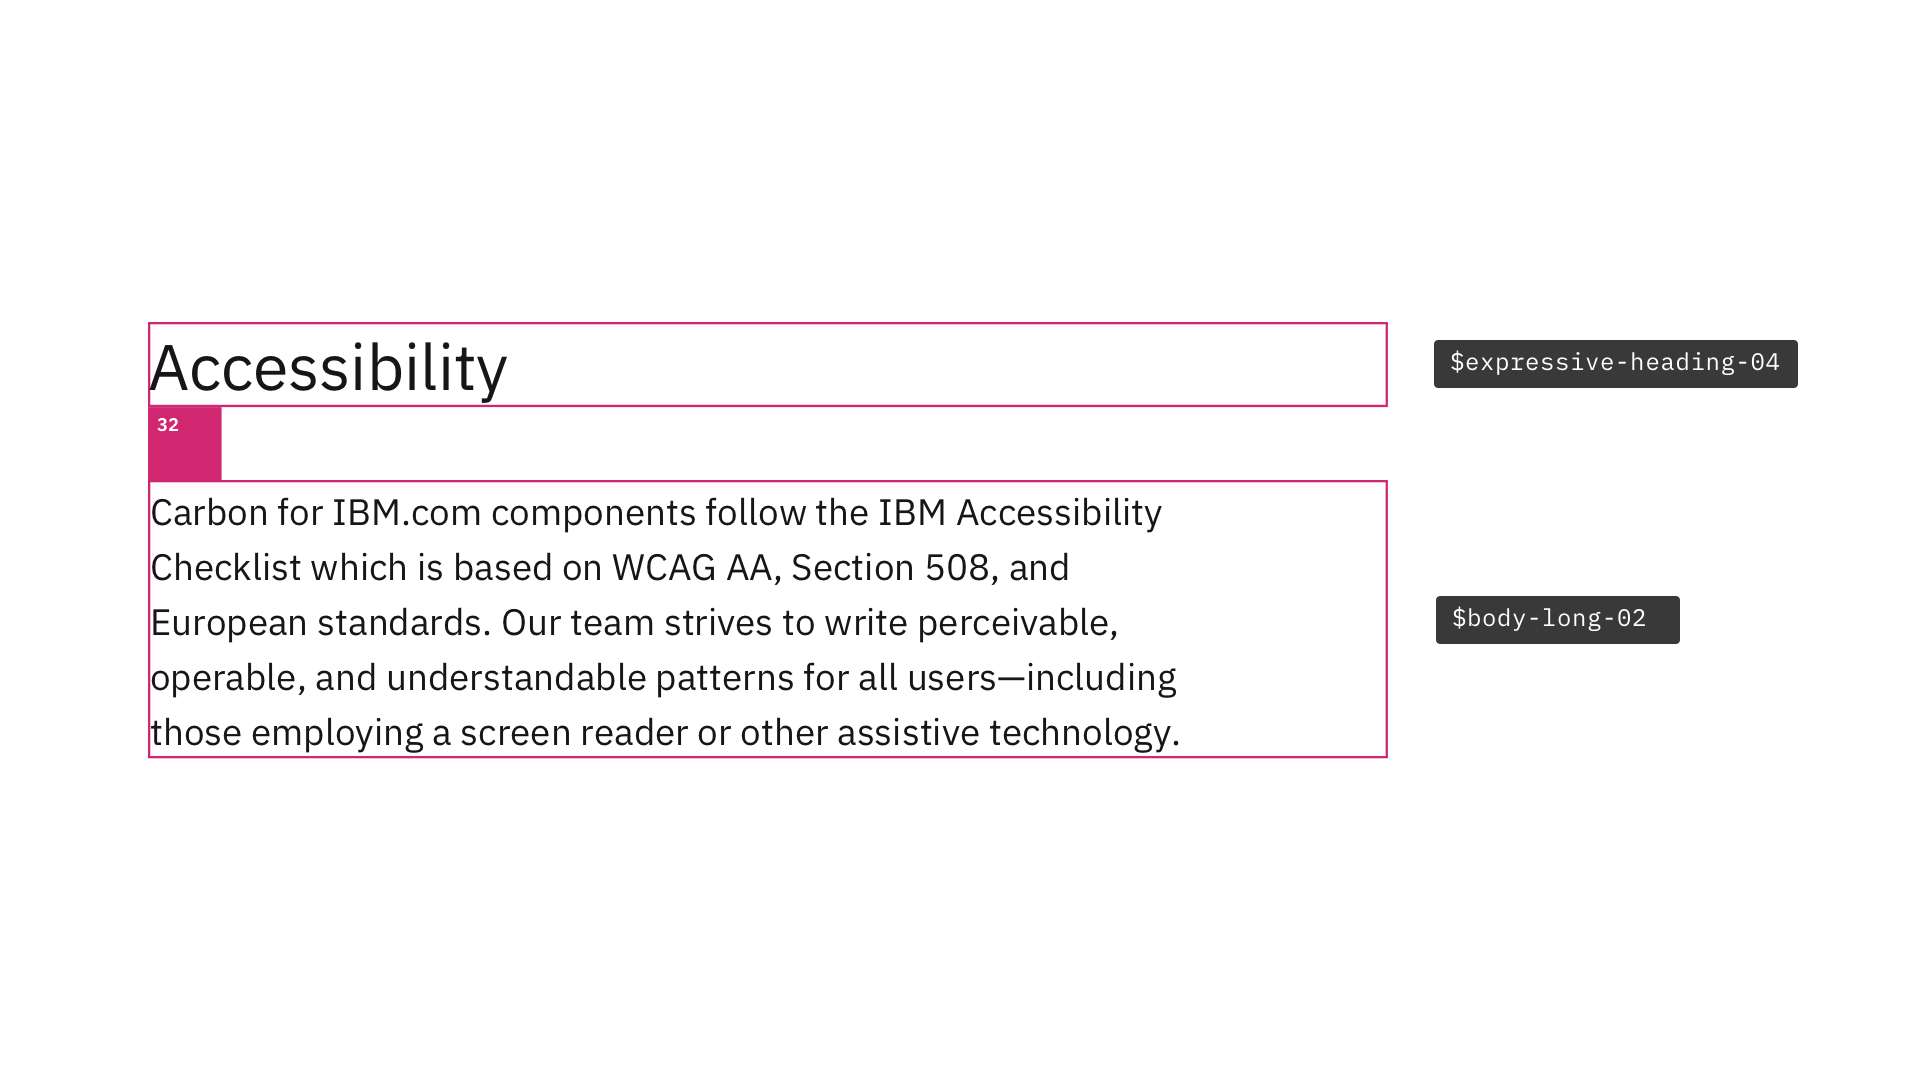 Accessibility
$expressive-heading-04
32
Carbon for IBM.com components follow the IBM Accessibility
Checklist which is based on WCAG AA, Section 508, and
European standards. Our team strives to write perceivable,
operable, and understandable patterns for all users—including
those employing a screen reader or other assistive technology.
$body-long-02